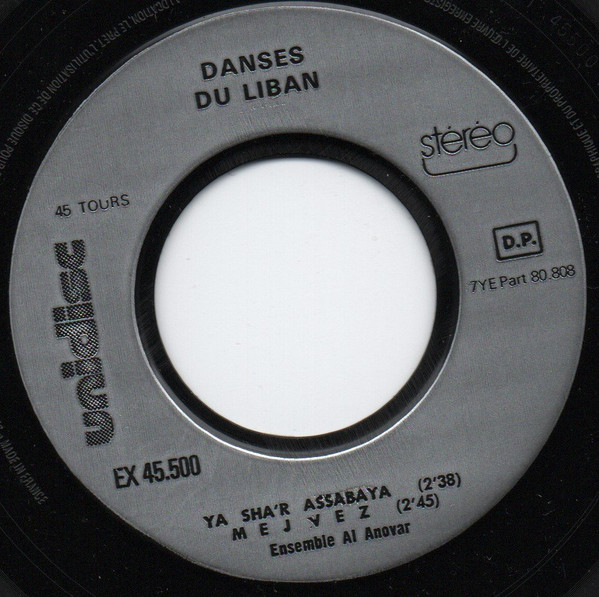 DANSES
DU LIBAN
stéréo
45 TOURS
D.P.
7YE Part 80.808
unidisc
EX 45.500
YA SHA'R ASSABAYA (2'38)
MEJVEZ (2'45)
Ensemble Al Anovar